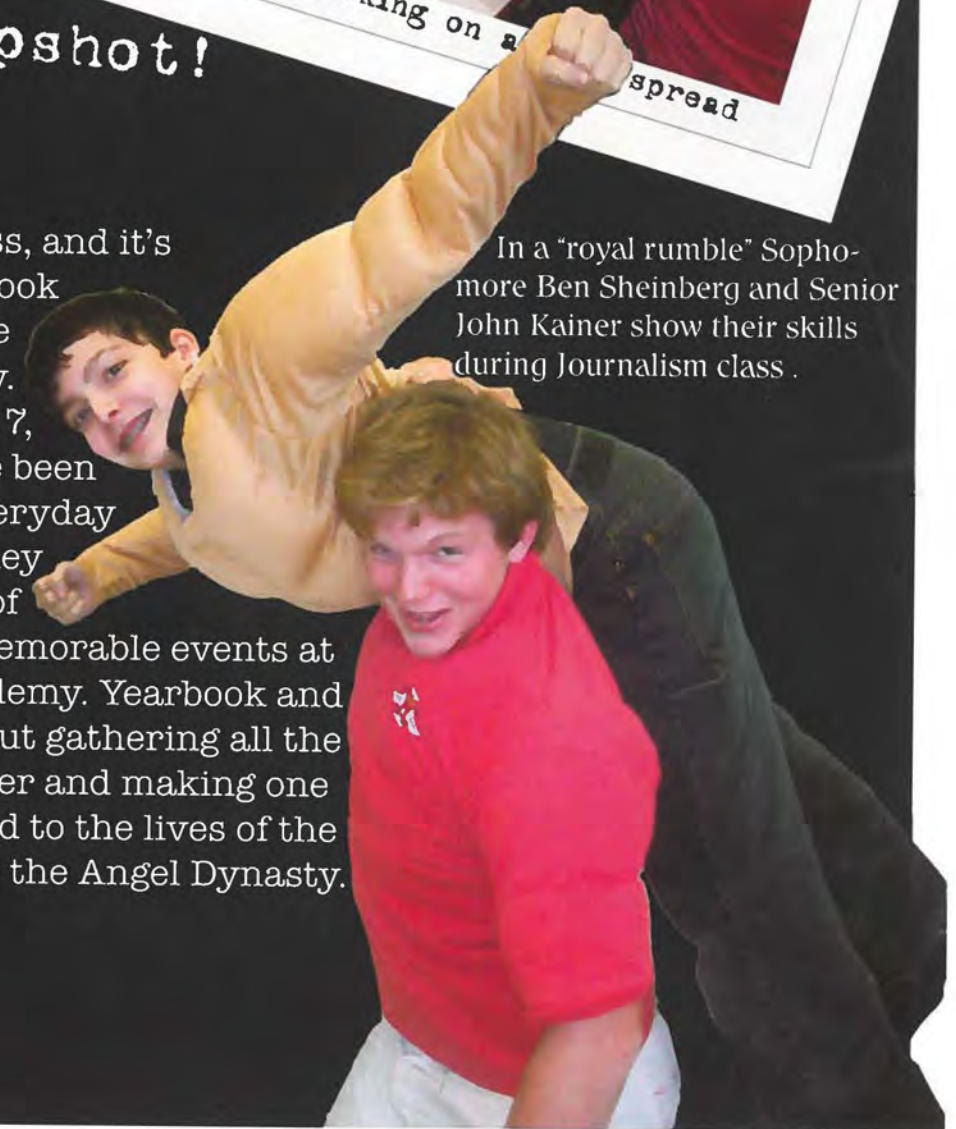 king on a spread
pshot!
ss, and it's
ook
e
y.
7,
e been
eryday
ey
of
emorable events at
lemy. Yearbook and
ut gathering all the
er and making one
d to the lives of the
the Angel Dynasty.
In a "royal rumble" Sopho-
more Ben Sheinberg and Senior
John Kainer show their skills
during Journalism class .